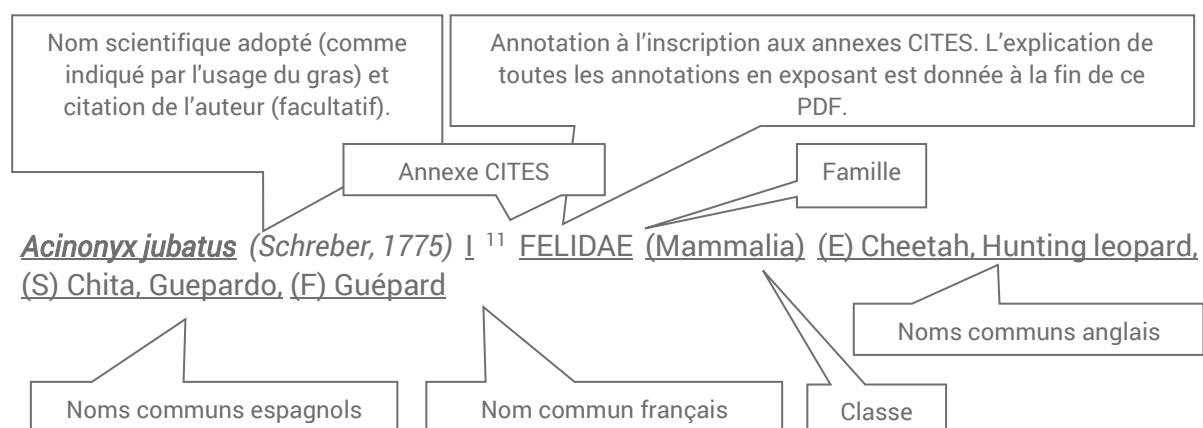 Nom scientifique adopté (comme
indiqué par l'usage du gras) et
citation de l'auteur (facultatif).
Annotation à l'inscription aux annexes CITES. L'explication de
toutes les annotations en exposant est donnée à la fin de ce
PDF.
Annexe CITES
Famille
Acinonyx jubatus (Schreber, 1775) I 11 FELIDAE (Mammalia) (E) Cheetah, Hunting leopard,
(S) Chita, Guepardo, (F) Guépard
Noms communs anglais
Noms communs espagnols
Nom commun français
Classe